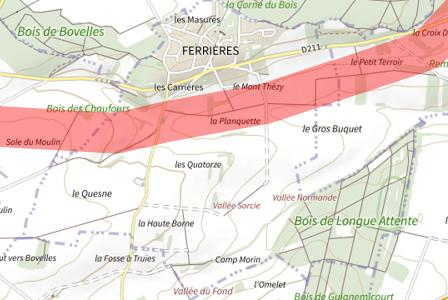 la Corne du Bois
les Masures
Bois de Bovelles
la Croix D
FERRIÈRES
D211
le Petit Terroir
les Carrières
le Mont Thézy
Bois des Chaufours
la Planquette
le Gros Buquet
Sole du Moulin
les Quatorze
le Quesne
Vallée Sorcie
Vallée Normande
la Haute Borne
Bois de Longue Attente
ut vers Bovelles
la Fosse à Truies
Camp Morin
l'Omelet
Vallée du Fond
Bois de Guignemicourt